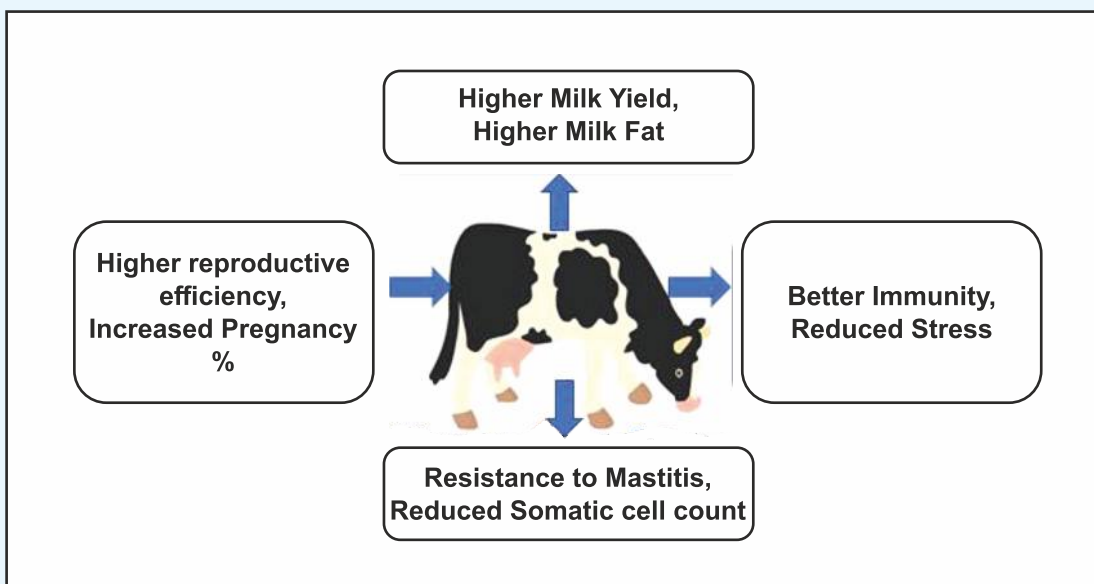 Higher Milk Yield,
Higher Milk Fat
Higher reproductive
efficiency,
Increased Pregnancy
%
Better Immunity,
Reduced Stress
Resistance to Mastitis,
Reduced Somatic cell count